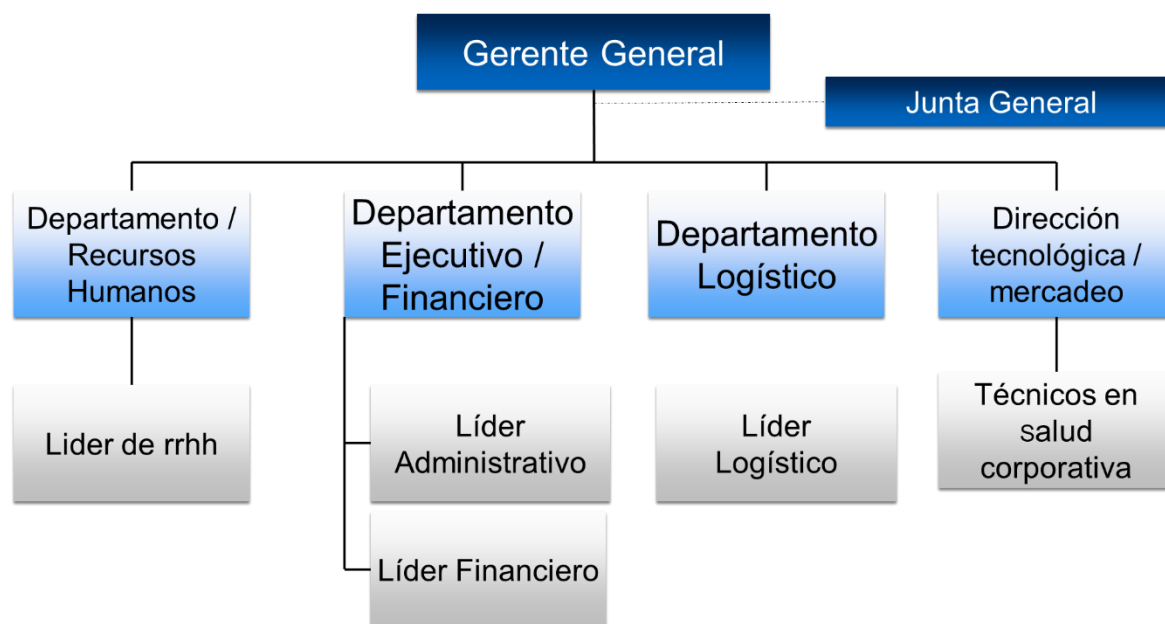 Gerente General
Junta General
Departamento /
Recursos
Humanos
Departamento
Ejecutivo /
Financiero
Departamento
Logístico
Dirección
tecnológica /
mercadeo
Lider de rrhh
Líder
Administrativo
Líder
Logístico
Técnicos en
salud
corporativa
Líder Financiero